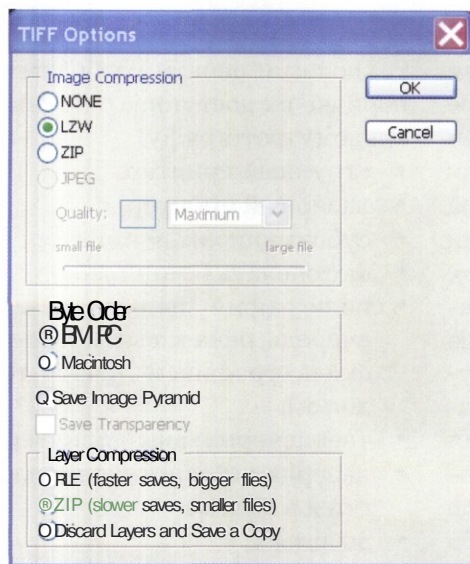 TIFF Options
Image Compression
NONE
LZW
ZIP
JPEG
Quality: Maximum
small file large file
OK
Cancel
Byte Order
® BM PC
O Macintosh
Q Save Image Pyramid
Save Transparency
Layer Compression
O RLE (faster saves, bigger flies)
® ZIP (slower saves, smaller files)
O Discard Layers and Save a Copy